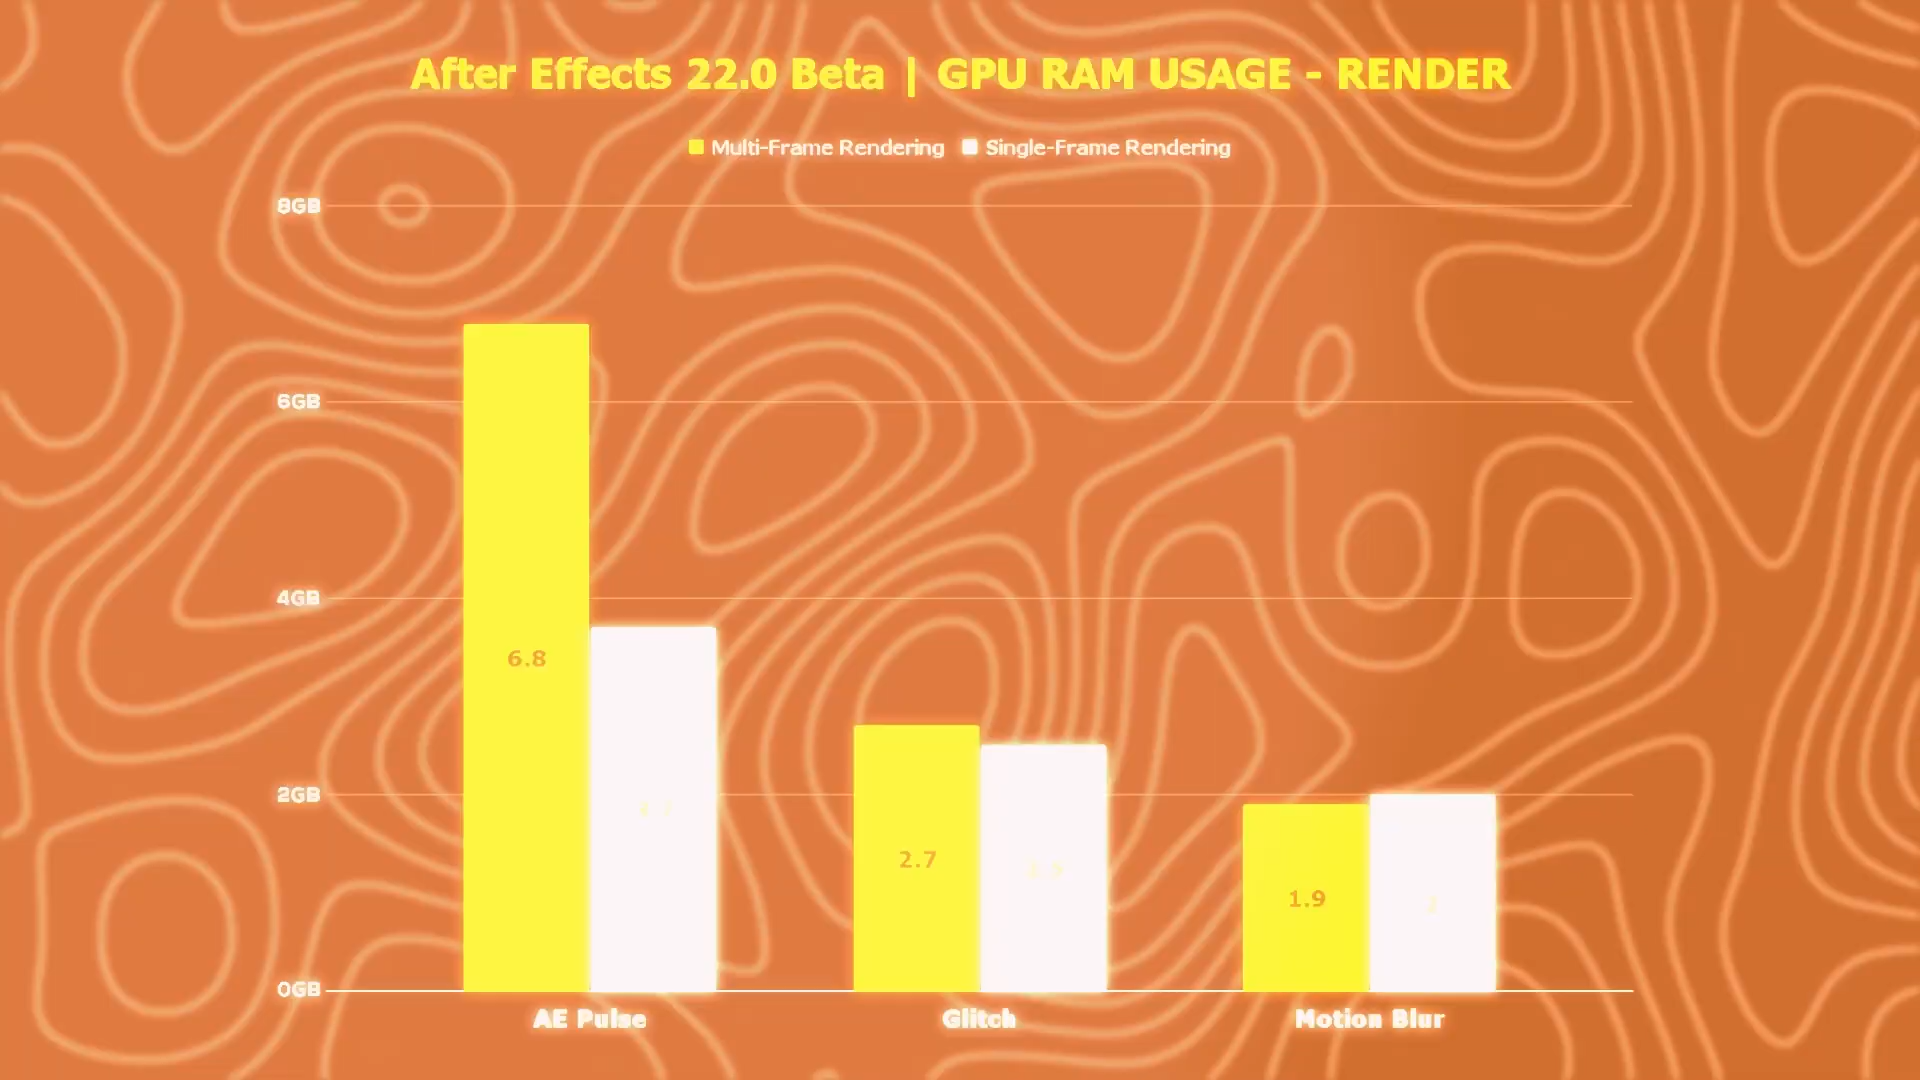 After Effects 22.0 Beta | GPU RAM USAGE - RENDER
Multi-Frame Rendering Single-Frame Rendering
8GB
6GB
4GB
2GB
0GB
6.8
2.7
1.9
2
AE Pulse Glitch Motion Blur